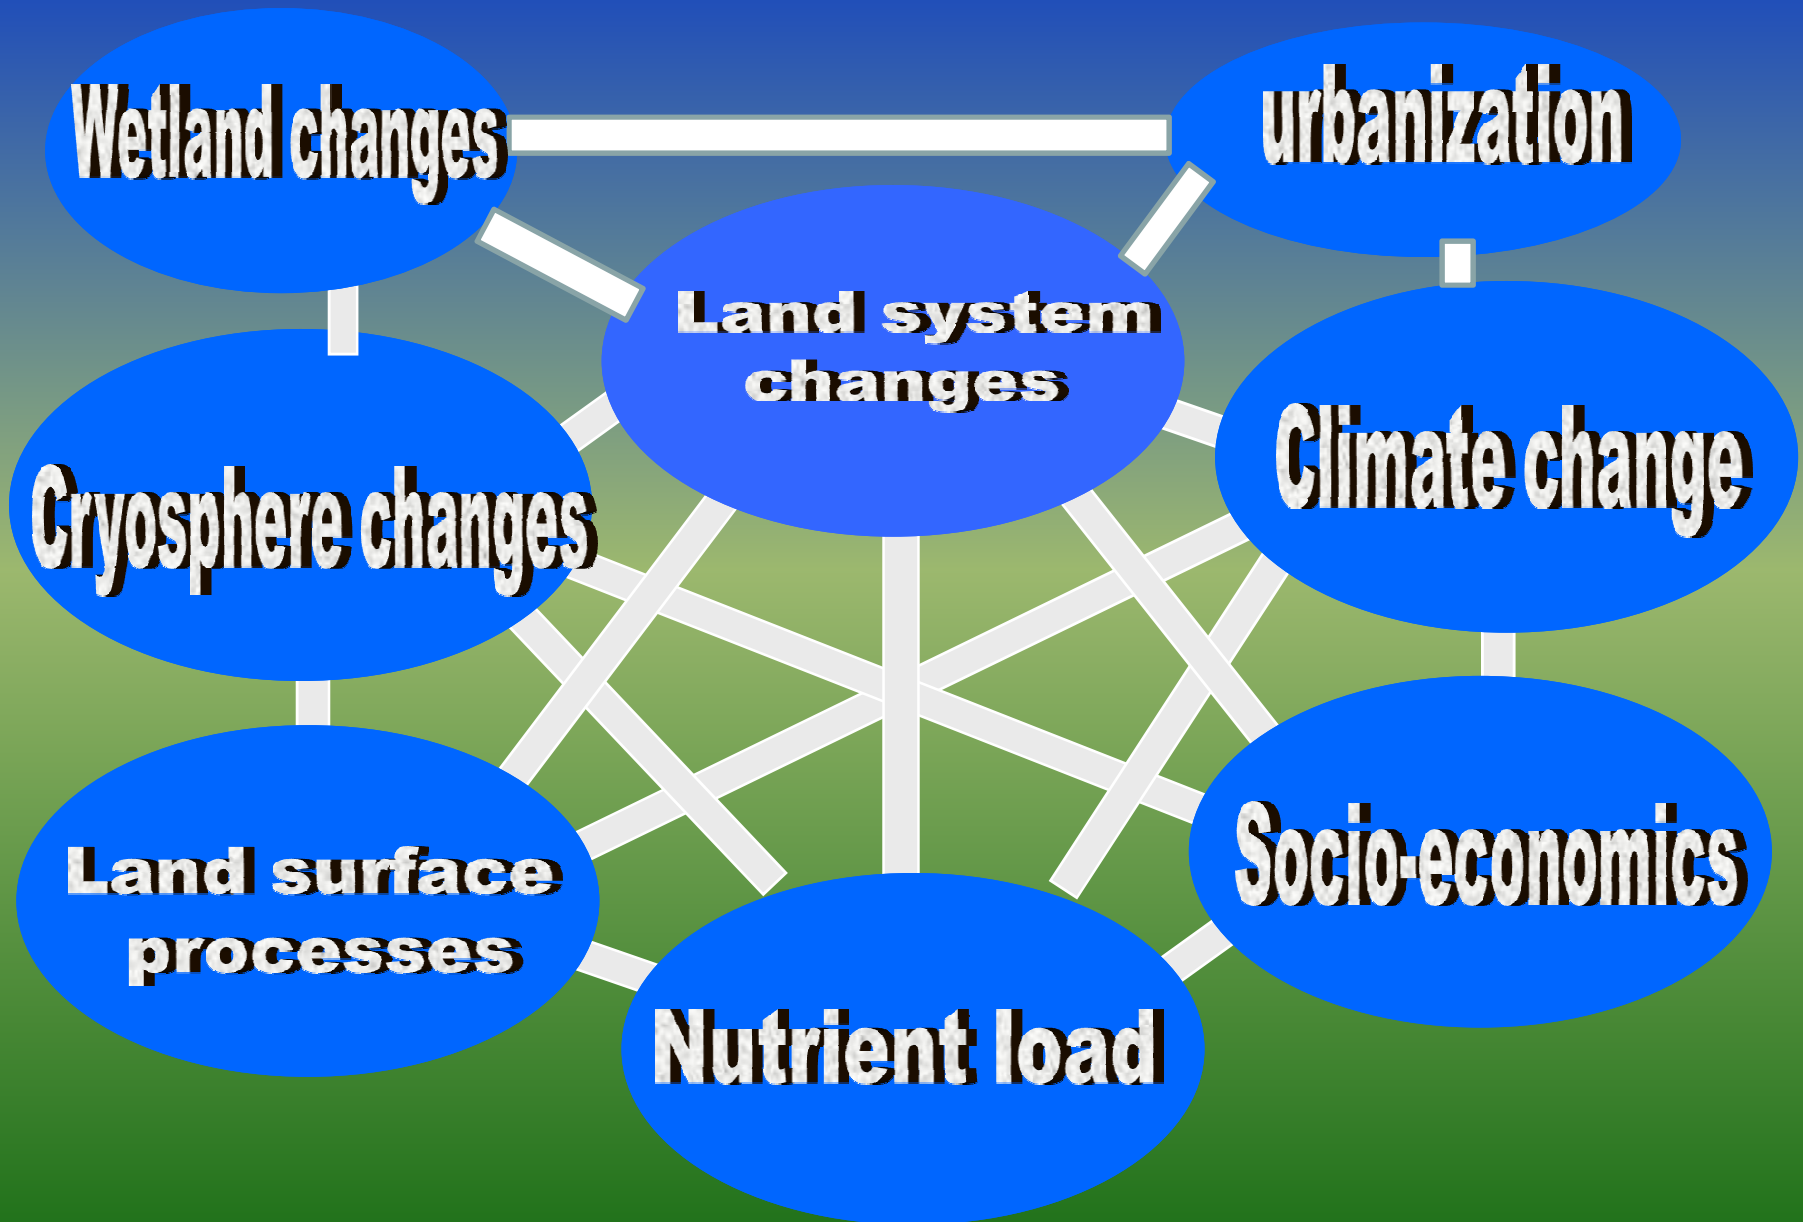 Wetland changes
urbanization
Land system
changes
Climate change
Cryosphere changes
Socio-economics
Land surface
processes
Nutrient load